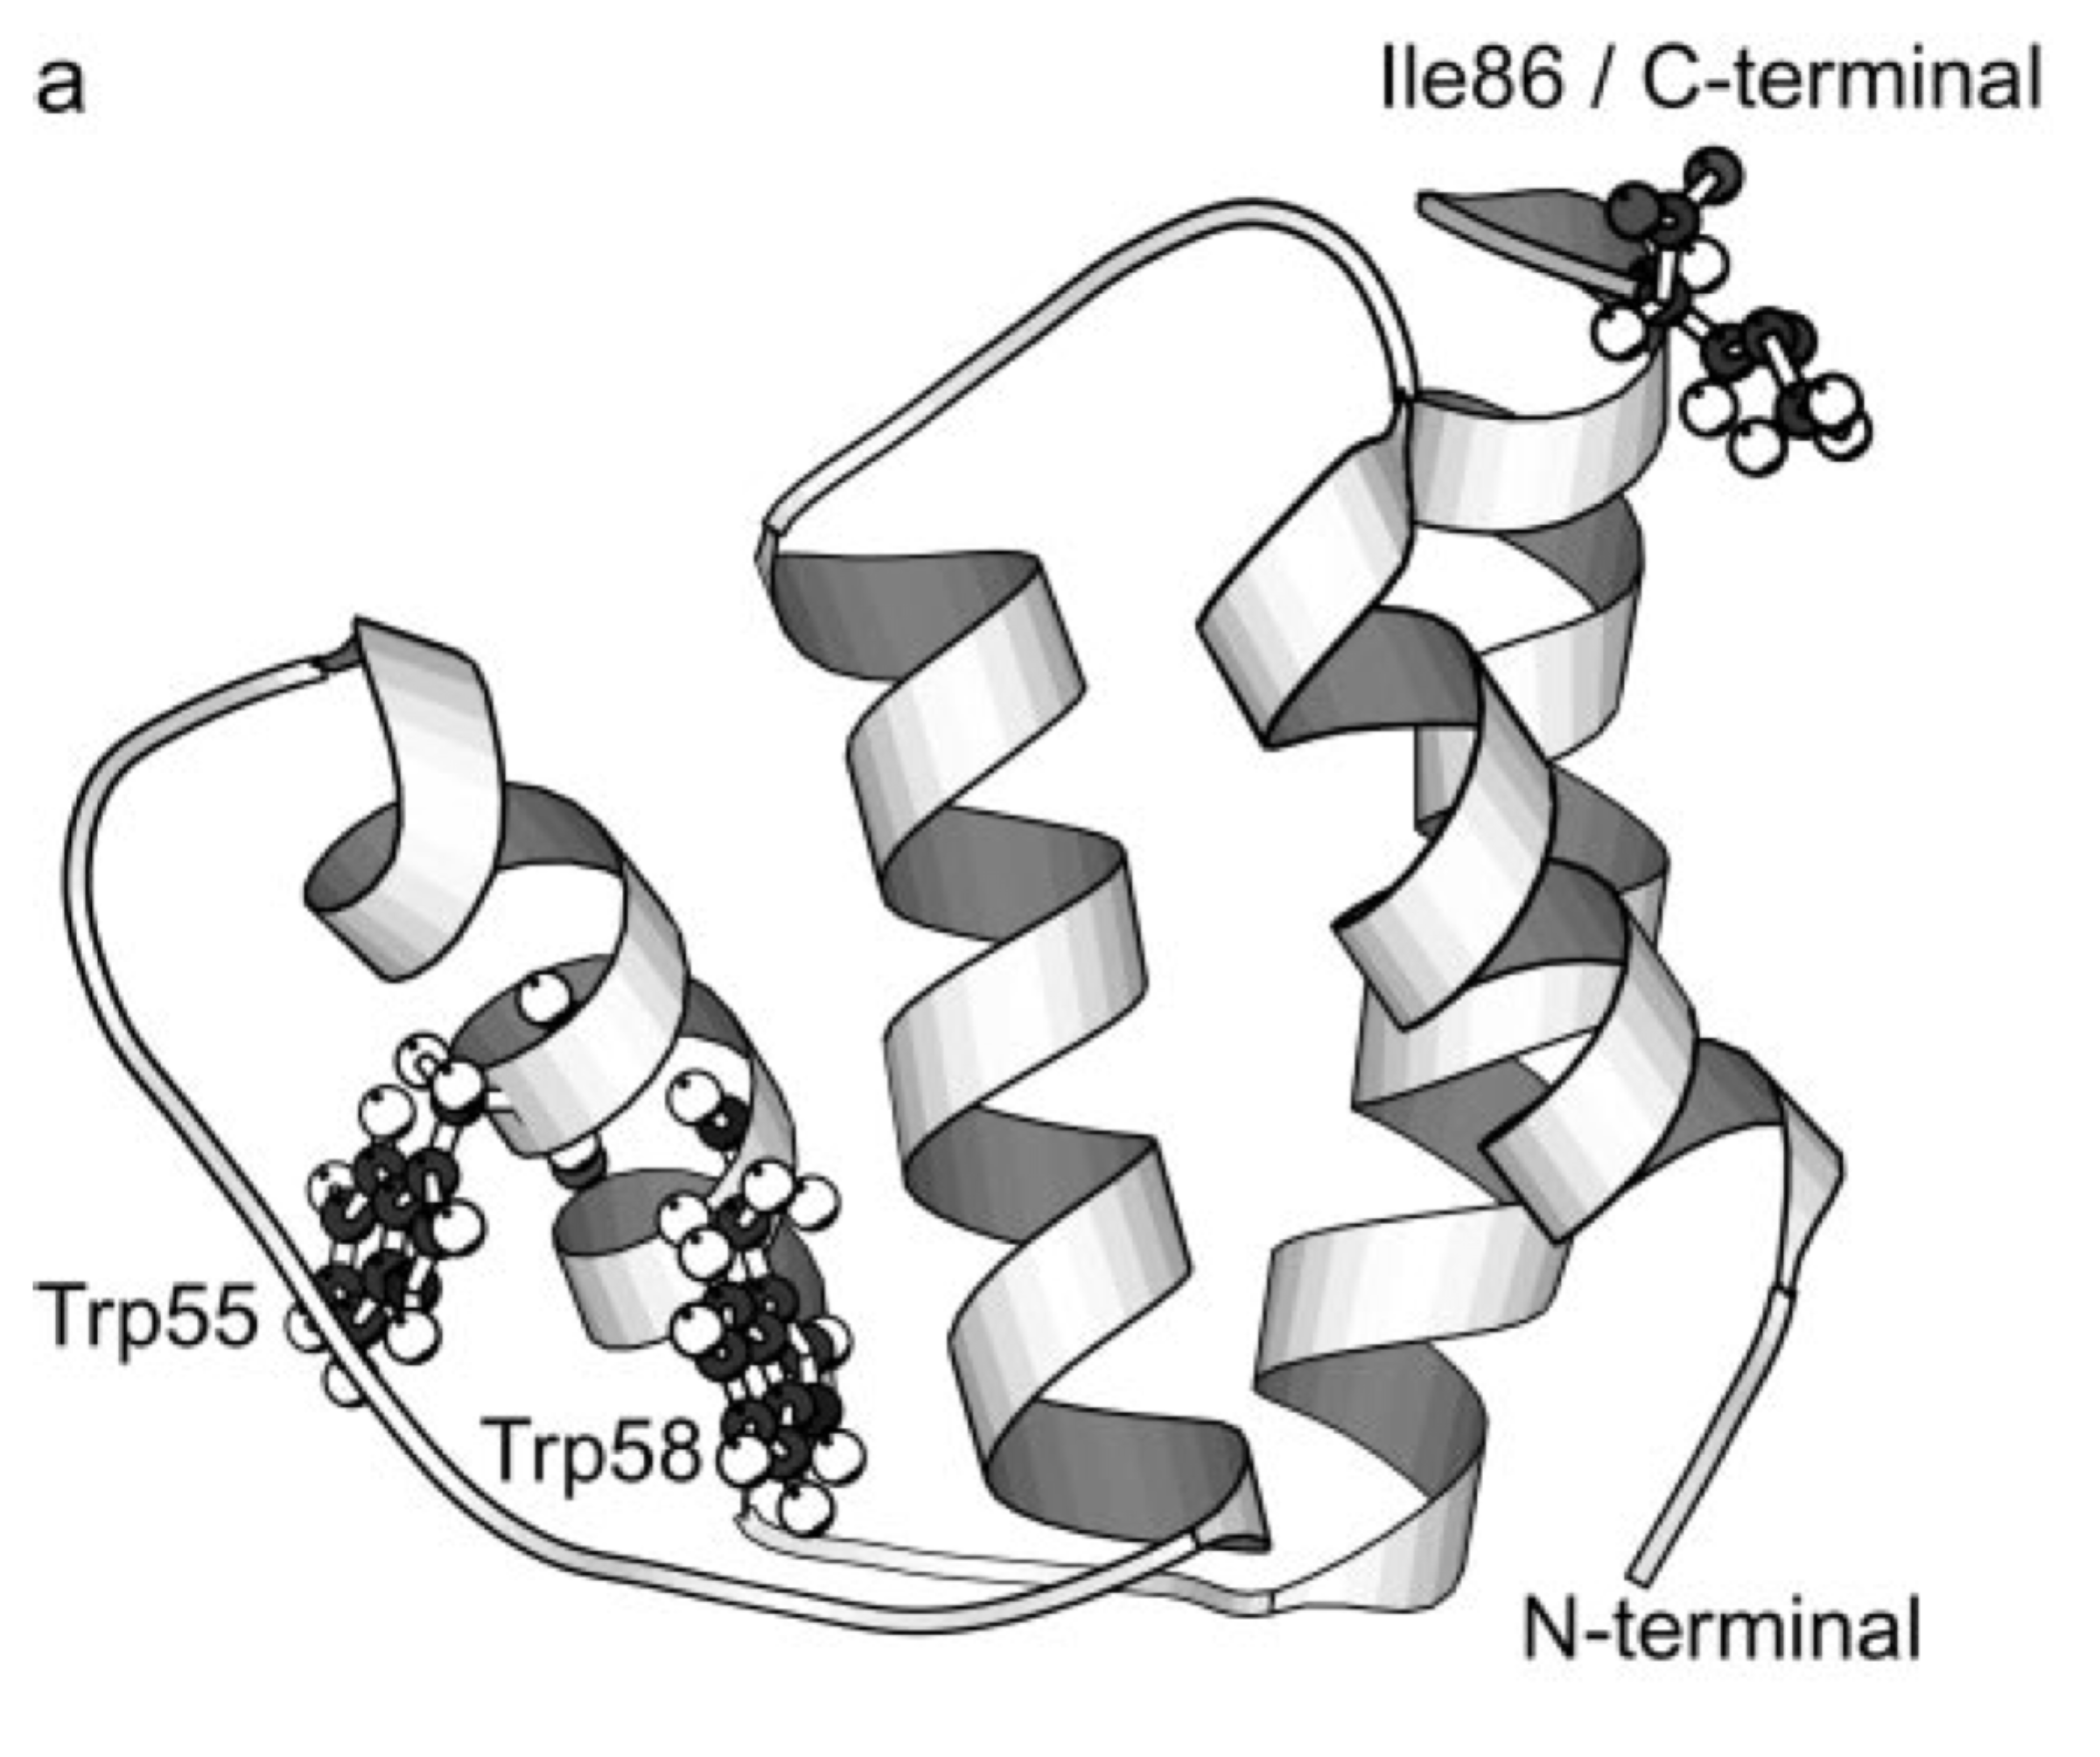 a
Ile86 / C-terminal
Trp55
Trp58
N-terminal